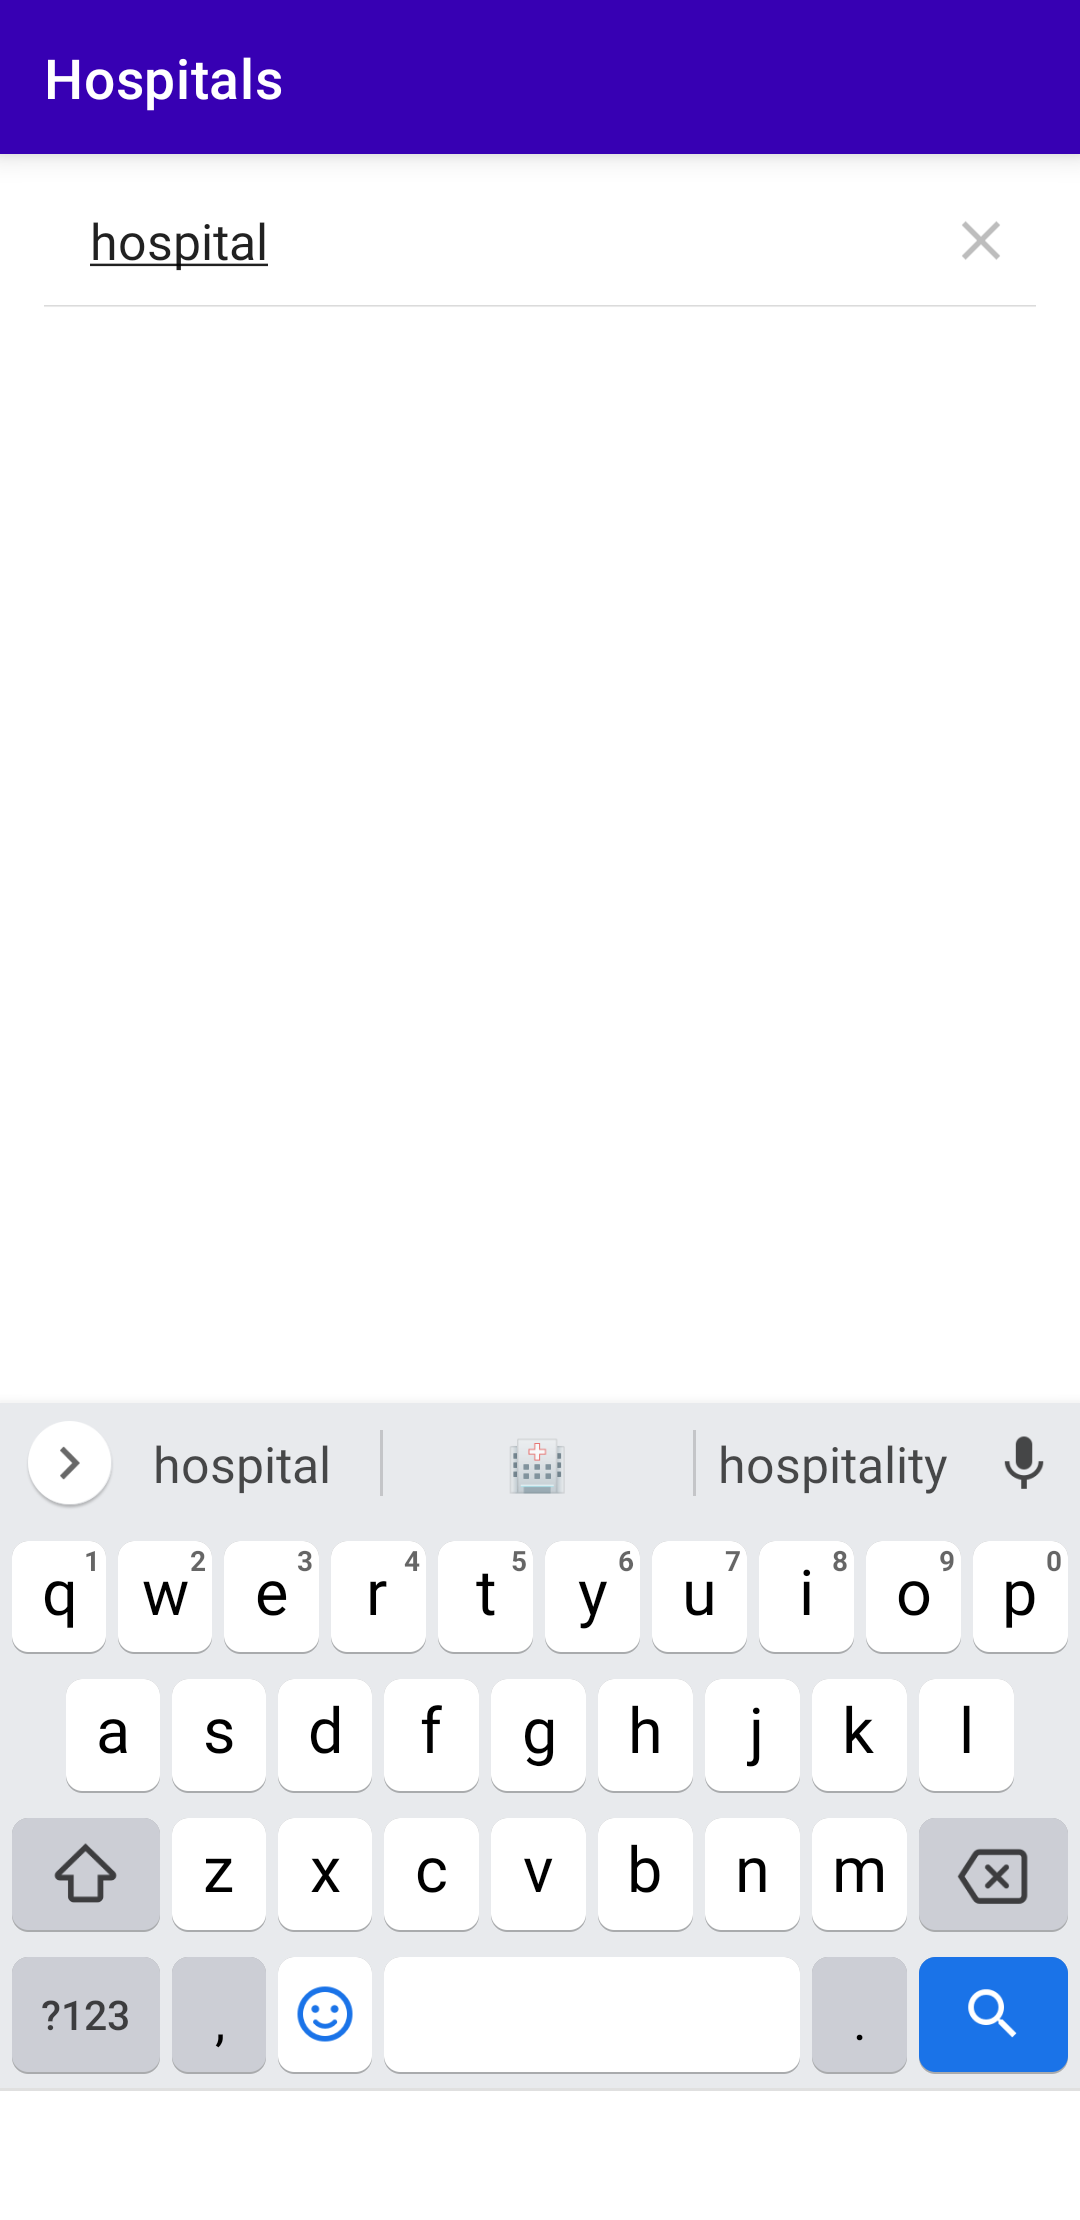 Hospitals
hospital
hospital hospitality
q 1 w 2 e 3 r 4 t 5 y 6 u 7 i 8 o 9 p 0
a s d f g h j k l
z x c v b n m
?123 , .